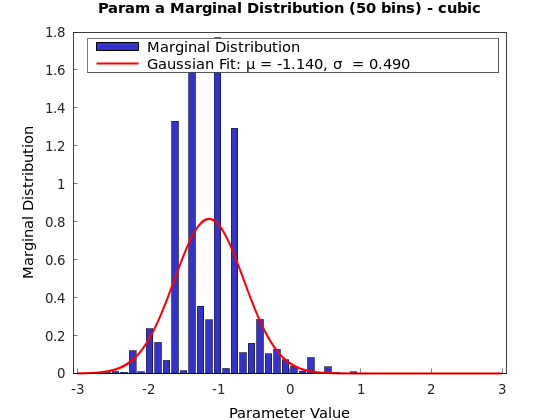 Param a Marginal Distribution (50 bins) - cubic
1.8
Marginal Distribution
Gaussian Fit: μ = -1.140, σ = 0.490
1.6
1.4
1.2
1
0.8
0.6
0.4
0.2
0
Marginal Distribution
-3 -2 -1 0 1 2 3
Parameter Value